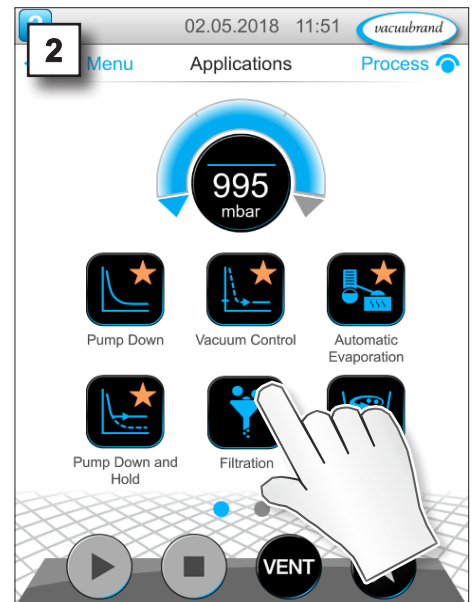 02.05.2018 11:51 vacuubrand
2 Menu Applications Process
995
mbar
Pump Down Vacuum Control Automatic
Evaporation
Pump Down and
Hold
Filtration
VENT